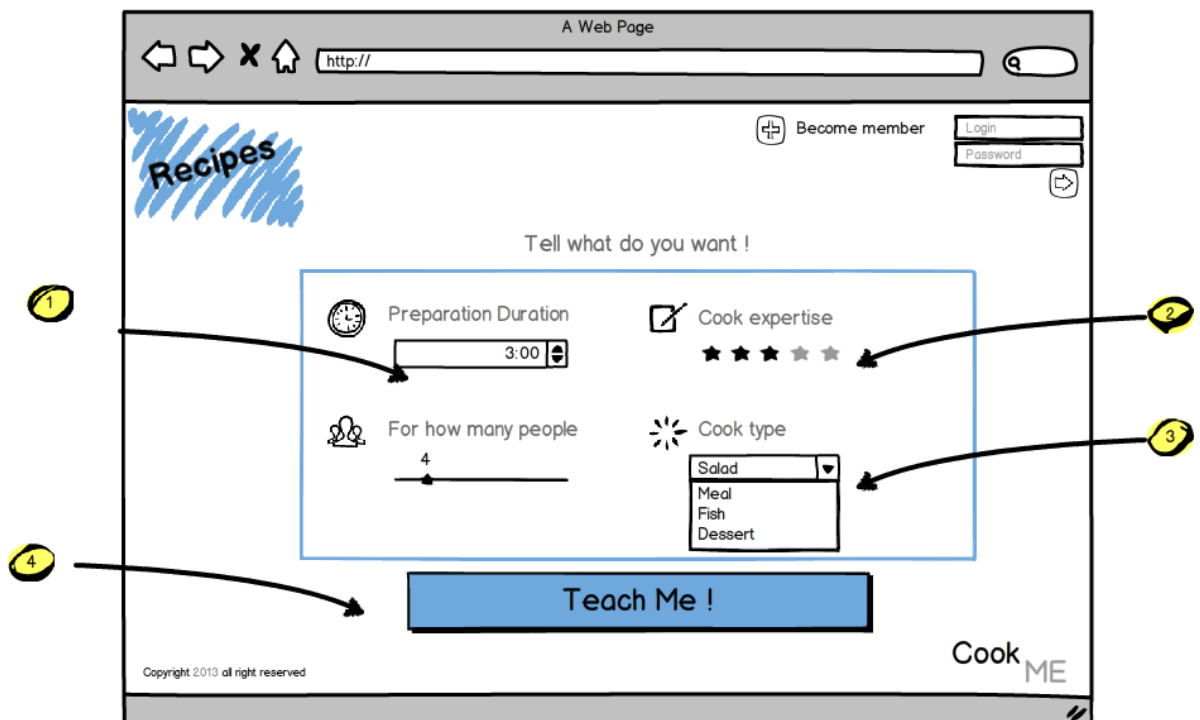 A Web Page
http://
Recipes
Become member
Login
Password
Tell what do you want !
1
Preparation Duration
3:00
2
Cook expertise
For how many people
4
3
Cook type
Salad
Meal
Fish
Dessert
4
Teach Me !
Copyright 2013 all right reserved
Cook ME